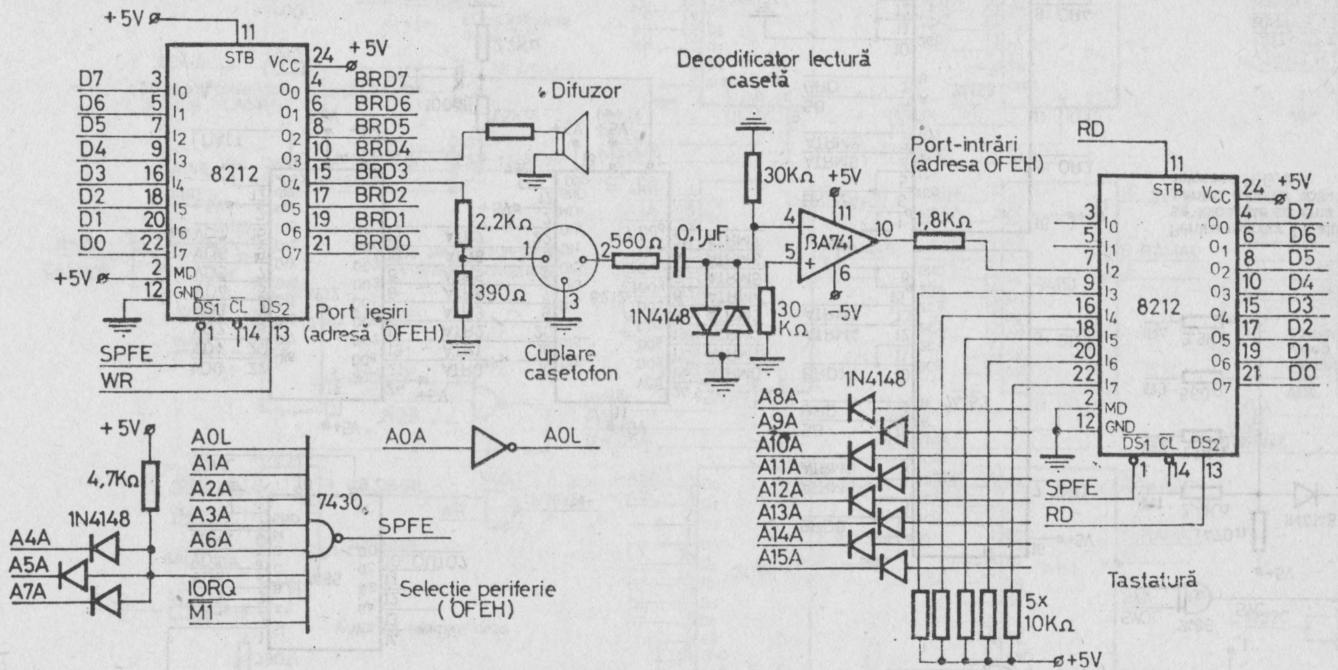 +5V
11
STB
VCC
24
+5V
D7 3 I0 O0 4 BRD7
D6 5 I1 O1 6 BRD6
D5 7 I2 O2 8 BRD5
D4 9 I3 O3 10 BRD4
D3 16 I4 O4 15 BRD3
D2 18 I5 O5 17 BRD2
D1 20 I6 O6 19 BRD1
D0 22 I7 O7 21 BRD0
8212
+5V 2 MD
12 GND
DS1 CL DS2
1 14 13
SPFE
WR
Port ieșiri
(adresă OFEH)
Difuzor
2,2KΩ
390Ω
1
2
3
Cuplare
casetofon
560Ω
0,1µF
1N4148
Decodificator lectură
casetă
30KΩ
30
KΩ
+5V
11
4
−
5
+
βA741
10
6
−5V
1,8KΩ
Port-intrări
(adresa OFEH)
RD
11
STB
VCC
24
+5V
3 I0 O0 4 D7
5 I1 O1 6 D6
7 I2 O2 8 D5
9 I3 O3 10 D4
16 I4 O4 15 D3
18 I5 O5 17 D2
20 I6 O6 19 D1
22 I7 O7 21 D0
8212
2 MD
12 GND
DS1 CL DS2
1 14 13
SPFE
RD
+5V
4,7KΩ
1N4148
A4A
A5A
A7A
A0L
A1A
A2A
A3A
A6A
IORQ
M1
7430
SPFE
A0A
A0L
Selecție periferie
(OFEH)
1N4148
A8A
A9A
A10A
A11A
A12A
A13A
A14A
A15A
Tastatură
5x
10KΩ
+5V